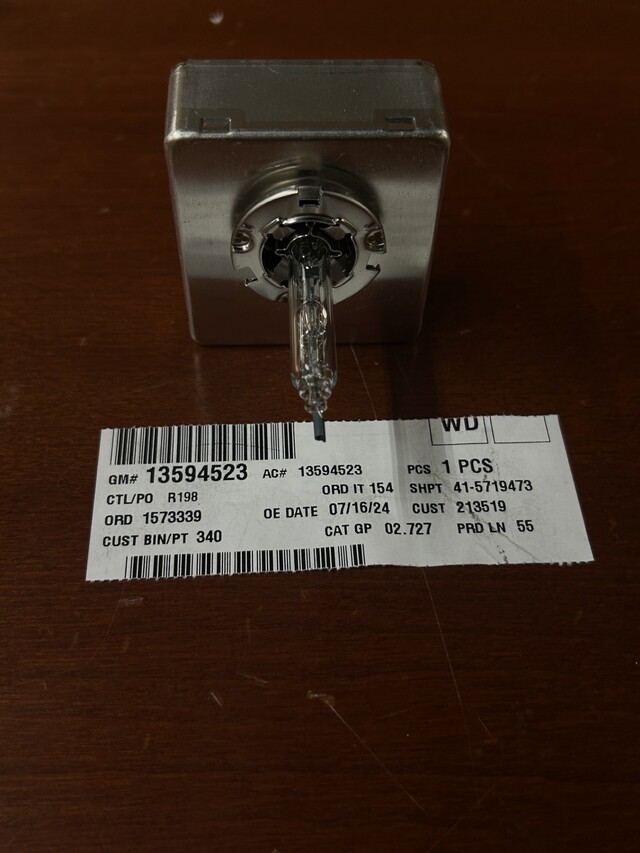 WD
GM# 13594523 AC# 13594523 PCS 1 PCS
CTL/PO R198 ORD IT 154 SHPT 41-5719473
ORD 1573339 OE DATE 07/16/24 CUST 213519
CUST BIN/PT 340 CAT GP 02.727 PRD LN 55